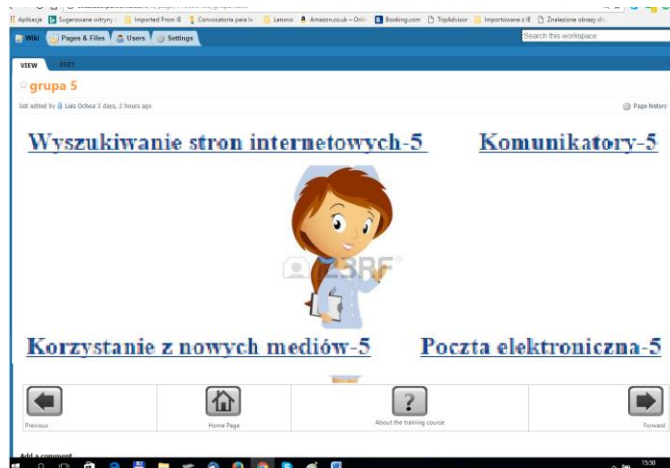 Aplikacje Sugerowane witryny Imported From IE Convocatoria para la Lenovo Amazon.co.uk – Onli Booking.com TripAdvisor Importowane z IE Znalezione obrazy dla
Wiki Pages & Files Users Settings Search this workspace
VIEW EDIT
grupa 5
last edited by Luis Ochoa 3 days, 2 hours ago Page history
Wyszukiwanie stron internetowych-5 Komunikatory-5
123RF
Korzystanie z nowych mediów-5 Poczta elektroniczna-5
?
Previous Home Page About the training course Forward
Add a comment
15:50